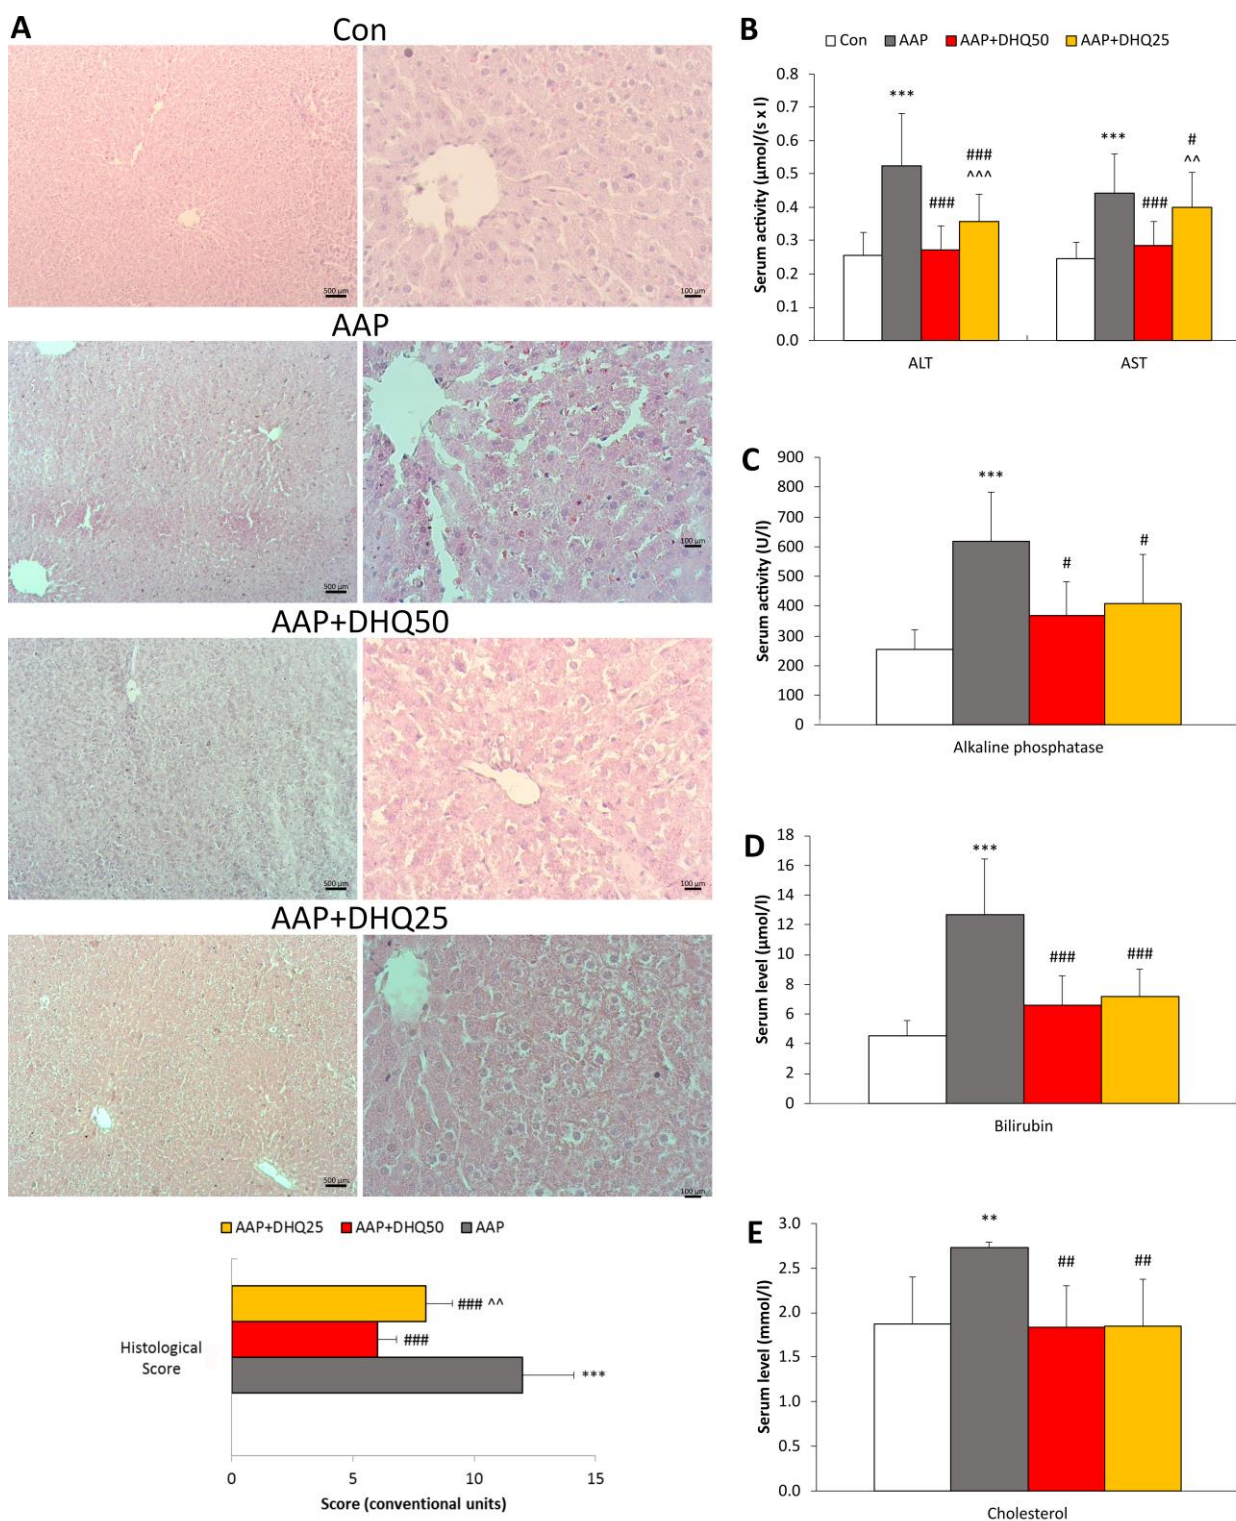 A
Con
500 µm
100 µm
AAP
500 µm
100 µm
AAP+DHQ50
500 µm
100 µm
AAP+DHQ25
500 µm
100 µm
AAP+DHQ25 AAP+DHQ50 AAP
### ^^
###
***
Histological
Score
0 5 10 15
Score (conventional units)
B
Con AAP AAP+DHQ50 AAP+DHQ25
Serum activity (µmol/(s x l)
0.8
0.7
0.6
0.5
0.4
0.3
0.2
0.1
0.0
***
###
###
^^^
***
###
#
^^
ALT AST
C
Serum activity (U/l)
900
800
700
600
500
400
300
200
100
0
***
#
#
Alkaline phosphatase
D
Serum level (µmol/l)
18
16
14
12
10
8
6
4
2
0
***
###
###
Bilirubin
E
Serum level (mmol/l)
3.0
2.5
2.0
1.5
1.0
0.5
0.0
**
##
##
Cholesterol